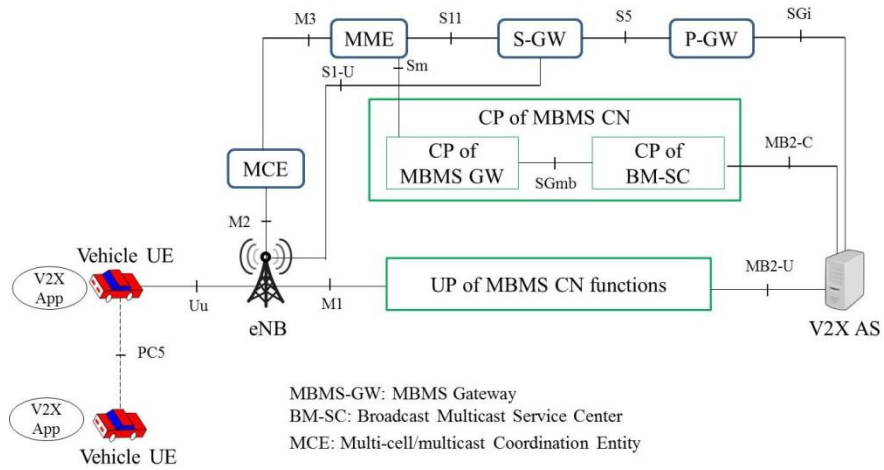 M3
S11
S5
SGi
MME
S-GW
P-GW
S1-U
Sm
CP of MBMS CN
CP of
MBMS GW
SGmb
CP of
BM-SC
MB2-C
MCE
M2
Vehicle UE
V2X
App
Uu
eNB
M1
UP of MBMS CN functions
MB2-U
V2X AS
PC5
V2X
App
Vehicle UE
MBMS-GW: MBMS Gateway
BM-SC: Broadcast Multicast Service Center
MCE: Multi-cell/multicast Coordination Entity